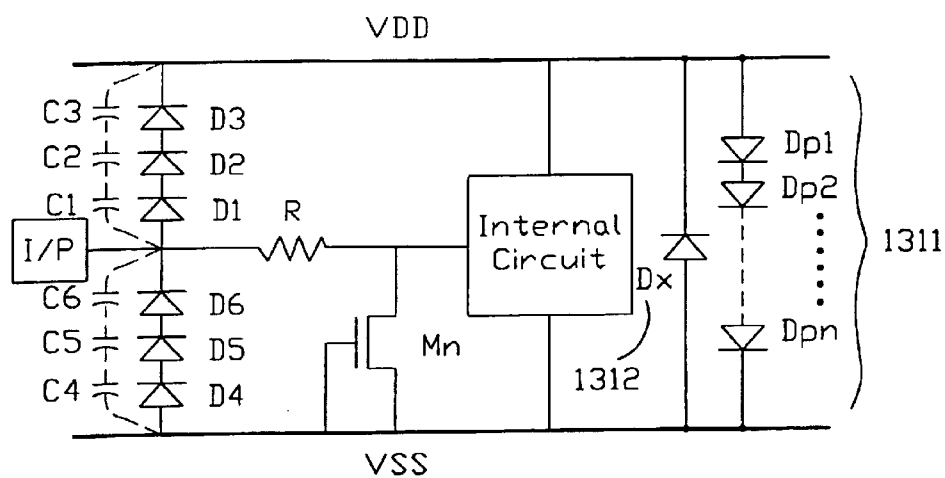 VDD
C3 D3
C2 D2
C1 D1
I/P
R
Internal
Circuit
C6 D6
C5 D5
C4 D4
Mn
Dx
1312
Dp1
Dp2
Dpn
1311
VSS